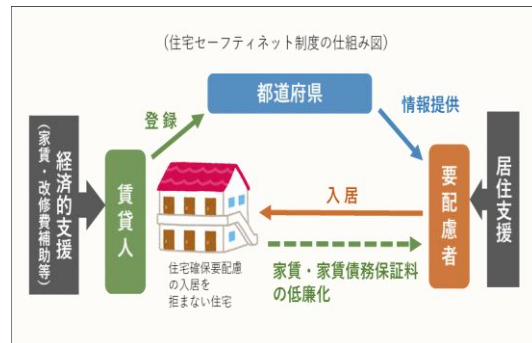 （住宅セーフティネット制度の仕組み図）
都道府県
登録
情報提供
経済的支援
（家賃・改修費補助等）
賃貸人
入居
要配慮者
居住支援
住宅確保要配慮
の入居を
拒まない住宅
家賃・家賃債務保証料
の低廉化